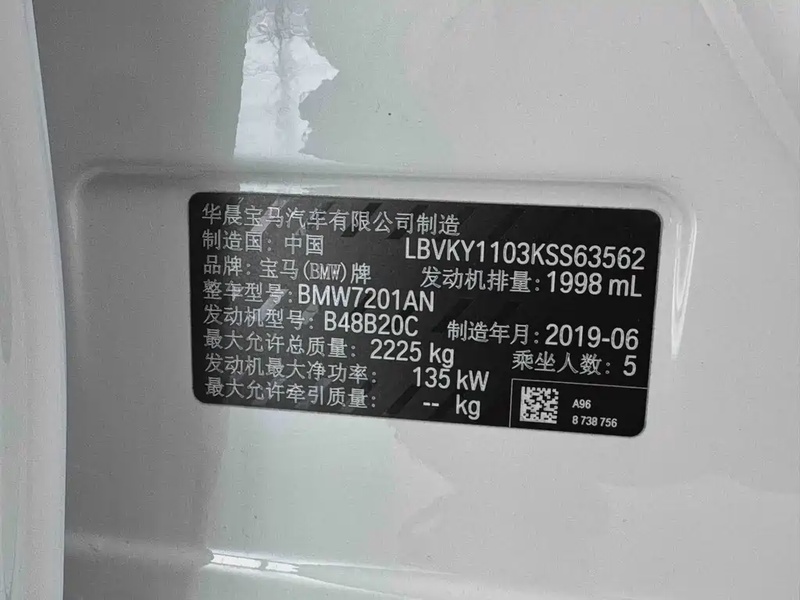 华晨宝马汽车有限公司制造
制造国: 中国 LBVKY1103KSS63562
品牌: 宝马(BMW)牌 发动机排量: 1998 mL
整车型号: BMW7201AN
发动机型号: B48B20C 制造年月: 2019-06
最大允许总质量: 2225 kg 乘坐人数: 5
发动机最大净功率: 135 kW
最大允许牵引质量: -- kg
A96
8 738 756